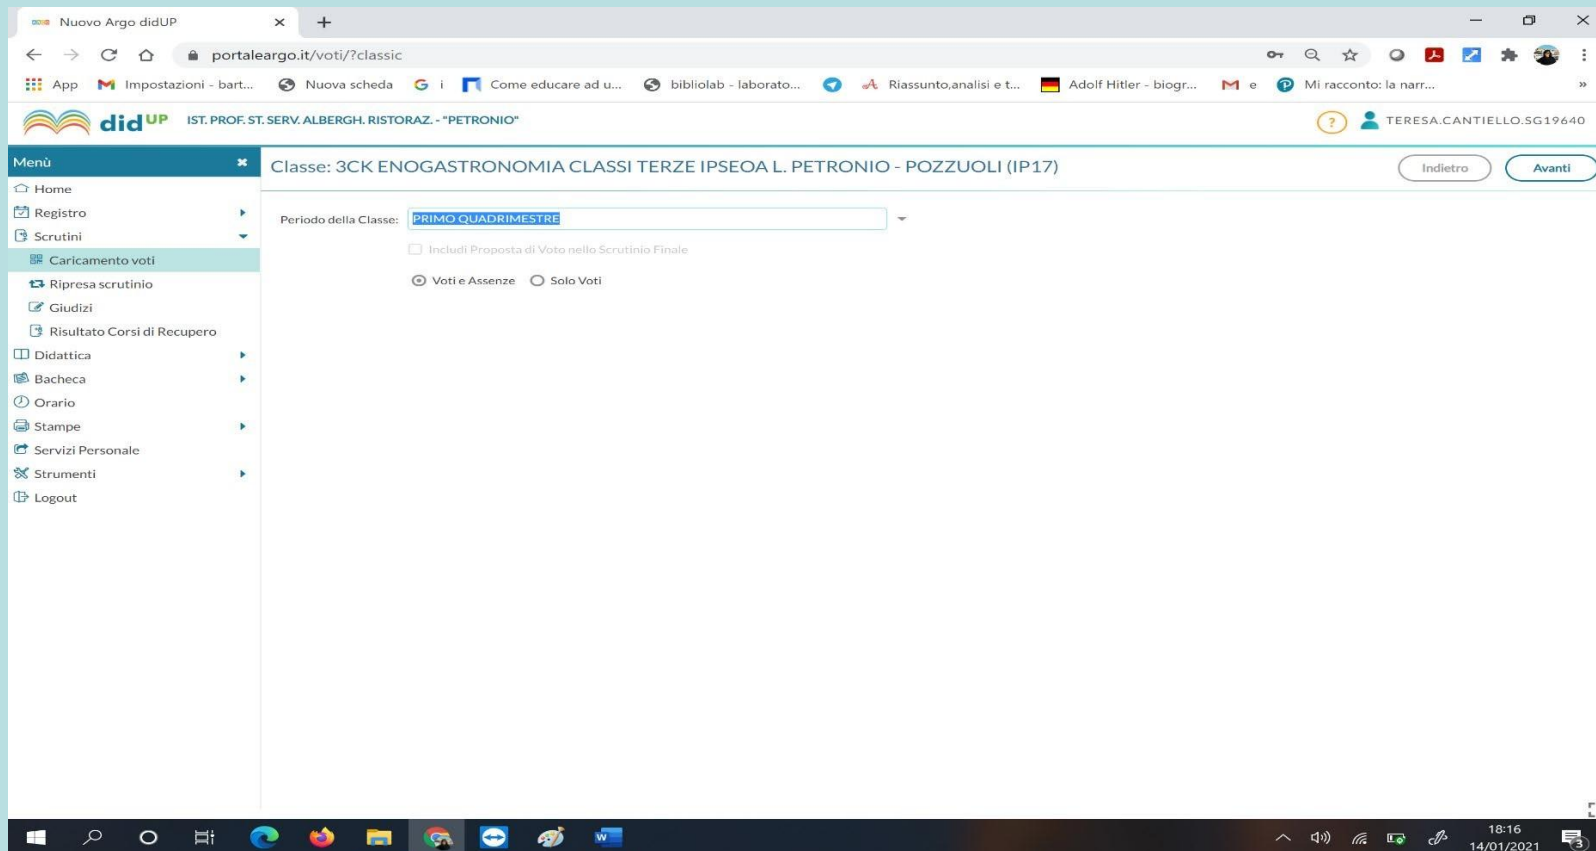 Nuovo Argo didUP
portaleargo.it/voti/?classic
App Impostazioni - bart... Nuova scheda i Come educare ad u... bibliolab - laborato... Riassunto,analisi e t... Adolf Hitler - biogr... e Mi racconto: la narr... »
didUP IST. PROF. ST. SERV. ALBERGH. RISTORAZ. - "PETRONIO" ? TERESA.CANTIELLO.SG19640
Menù
Classe: 3CK ENOGASTRONOMIA CLASSI TERZE IPSEOA L. PETRONIO - POZZUOLI (IP17) Indietro Avanti
Home
Registro
Scrutini
Caricamento voti
Ripresa scrutinio
Giudizi
Risultato Corsi di Recupero
Didattica
Bacheca
Orario
Stampe
Servizi Personale
Strumenti
Logout
Periodo della Classe: PRIMO QUADRIMESTRE
Includi Proposta di Voto nello Scrutinio Finale
Voti e Assenze Solo Voti
18:16
14/01/2021
3